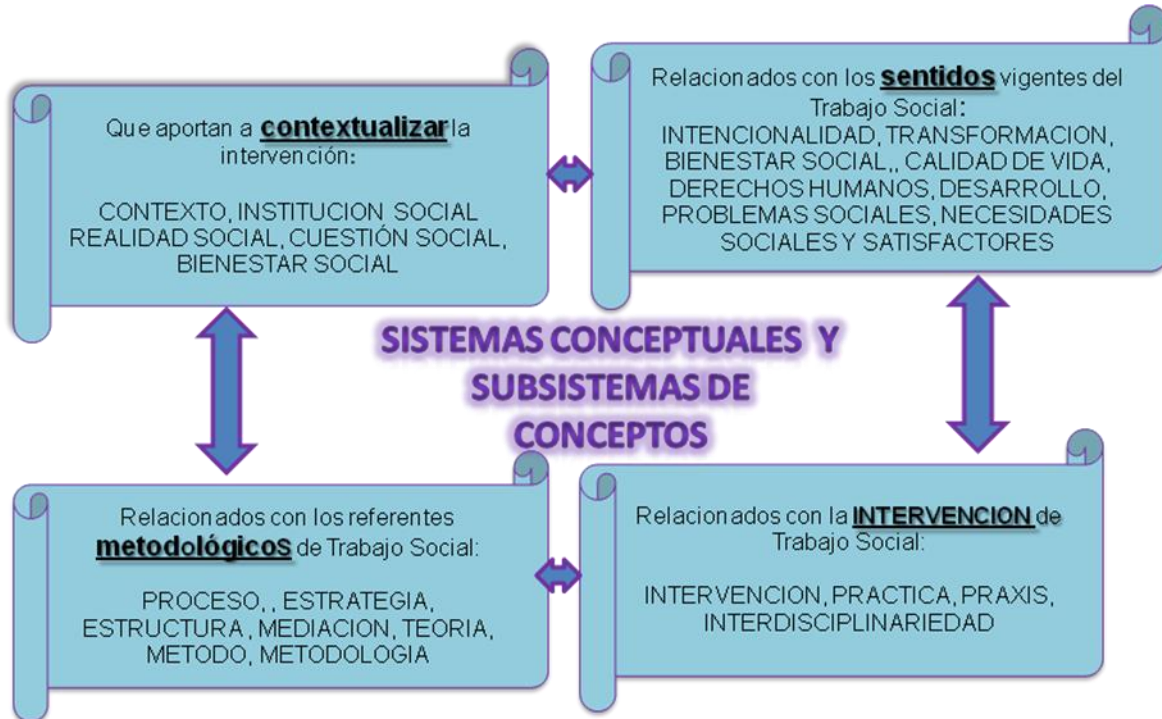 Que aportan a contextualizar la
intervención:
CONTEXTO, INSTITUCION SOCIAL
REALIDAD SOCIAL, CUESTIÓN SOCIAL,
BIENESTAR SOCIAL
Relacionados con los sentidos vigentes del
Trabajo Social:
INTENCIONALIDAD, TRANSFORMACION,
BIENESTAR SOCIAL,, CALIDAD DE VIDA,
DERECHOS HUMANOS, DESARROLLO,
PROBLEMAS SOCIALES, NECESIDADES
SOCIALES Y SATISFACTORES
SISTEMAS CONCEPTUALES Y
SUBSISTEMAS DE
CONCEPTOS
Relacionados con los referentes
metodológicos de Trabajo Social:
PROCESO, , ESTRATEGIA,
ESTRUCTURA, MEDIACION, TEORIA,
METODO, METODOLOGIA
Relacionados con la INTERVENCION de
Trabajo Social:
INTERVENCION, PRACTICA, PRAXIS,
INTERDISCIPLINARIEDAD